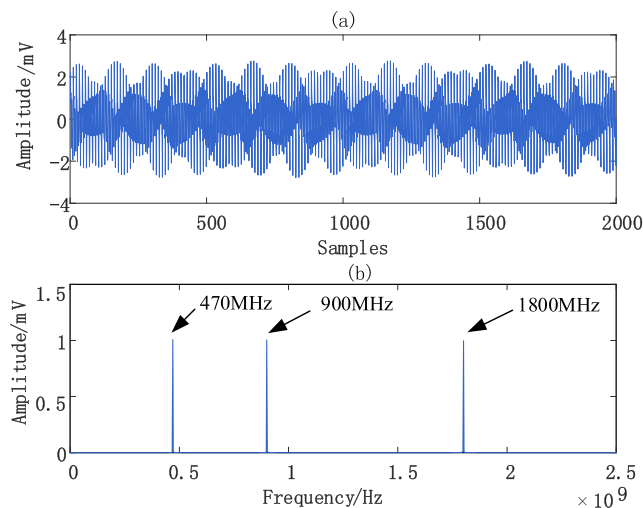 (a)
Amplitude/mV
4
2
0
-2
-4
0 500 1000 1500 2000
Samples
(b)
Amplitude/mV
1.5
1
0.5
0
470MHz 900MHz 1800MHz
0 0.5 1 1.5 2 2.5
Frequency/Hz ×10⁹